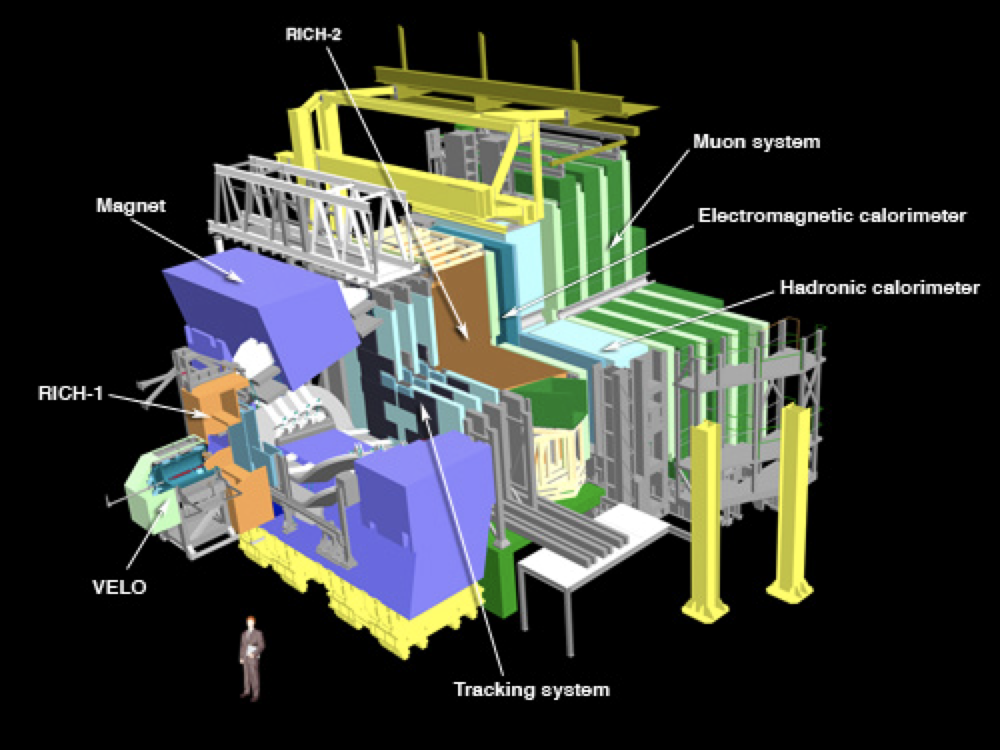 RICH-2
Muon system
Magnet
Electromagnetic calorimeter
Hadronic calorimeter
RICH-1
VELO
Tracking system